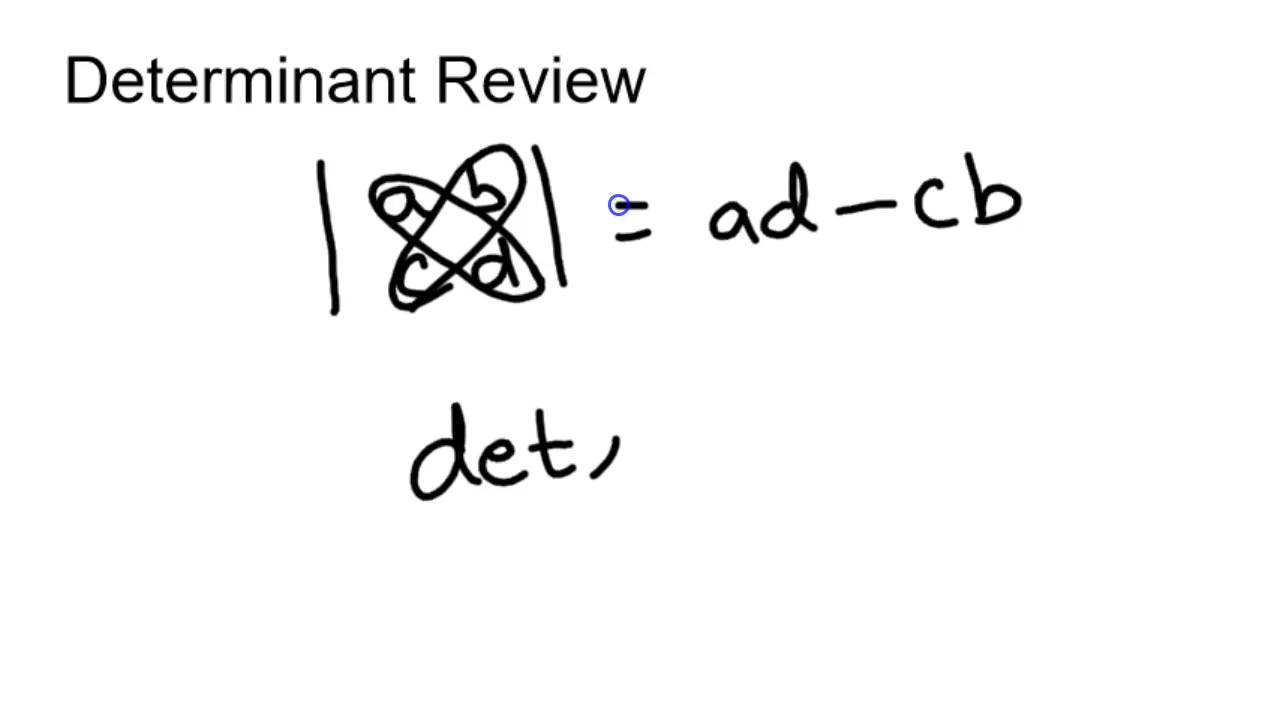 Determinant Review
| a b | = ad - cb
c d
det,